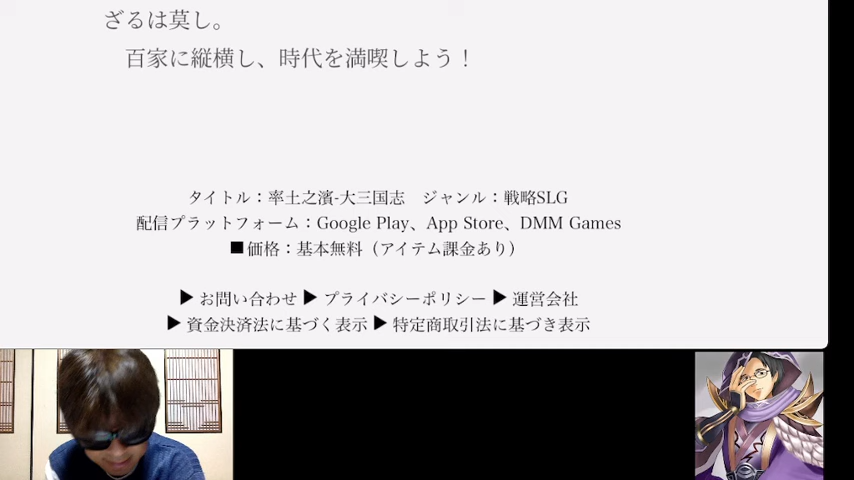 ざるは莫し。
百家に縦横し、時代を満喫しよう！
タイトル：率土之濱-大三国志　ジャンル：戦略SLG
配信プラットフォーム：Google Play、App Store、DMM Games
■価格：基本無料（アイテム課金あり）
▶お問い合わせ▶プライバシーポリシー▶運営会社
▶資金決済法に基づく表示▶特定商取引法に基づき表示